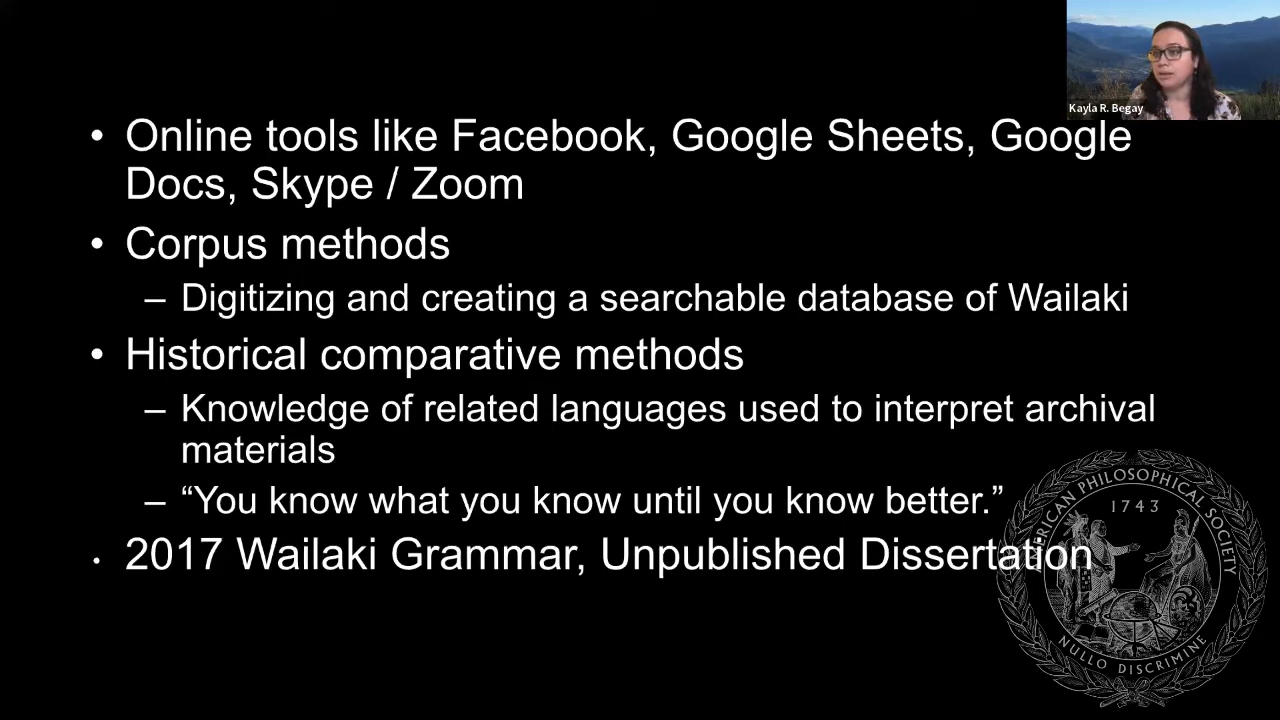 Kayla R. Begay
• Online tools like Facebook, Google Sheets, Google
Docs, Skype / Zoom
• Corpus methods
– Digitizing and creating a searchable database of Wailaki
• Historical comparative methods
– Knowledge of related languages used to interpret archival
materials
– “You know what you know until you know better.”
• 2017 Wailaki Grammar, Unpublished Dissertation
AMERICAN PHILOSOPHICAL SOCIETY
1743
NULLO DISCRIMINE